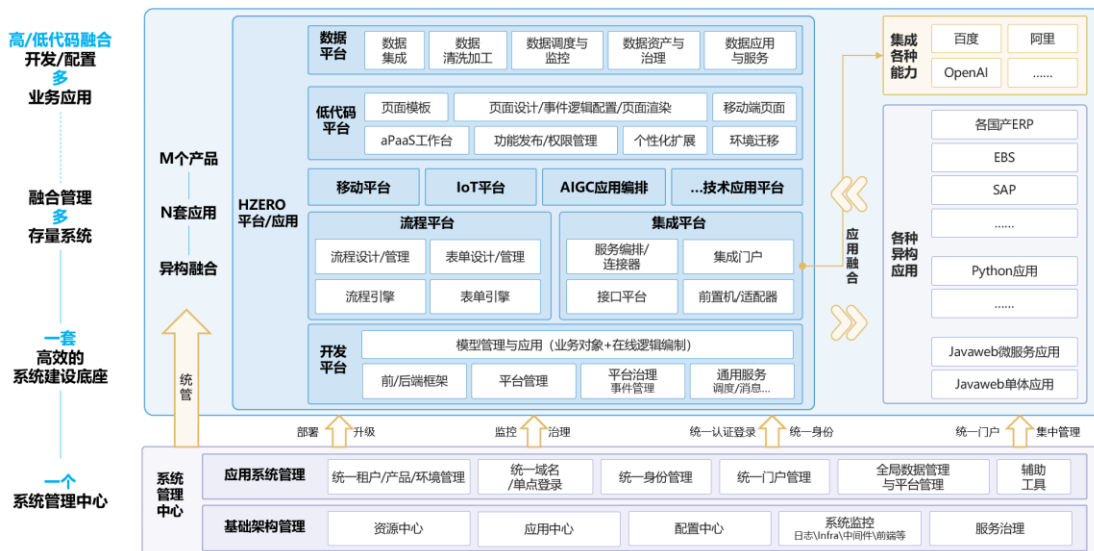 高/低代码融合
开发/配置
多
业务应用
融合管理
多
存量系统
一套
高效的
系统建设底座
一个
系统管理中心
M个产品
N套应用
异构融合
统管
HZERO
平台/应用
数据
平台
数据
集成
数据
清洗加工
数据调度与
监控
数据资产与
治理
数据应用
与服务
低代码
平台
页面模板
页面设计/事件逻辑配置/页面渲染
移动端页面
aPaaS工作台
功能发布/权限管理
个性化扩展
环境迁移
移动平台
IoT平台
AIGC应用编排
...技术应用平台
流程平台
流程设计/管理
表单设计/管理
流程引擎
表单引擎
集成平台
服务编排/
连接器
集成门户
接口平台
前置机/适配器
开发
平台
模型管理与应用（业务对象+在线逻辑编制）
前/后端框架
平台管理
平台治理
事件管理
通用服务
调度/消息...
应用融合
集成
各种
能力
百度
阿里
OpenAI
......
各种
异构
应用
各国产ERP
EBS
SAP
......
Python应用
......
Javaweb微服务应用
Javaweb单体应用
部署
升级
监控
治理
统一认证登录
统一身份
统一门户
集中管理
系统
管理
中心
应用系统管理
统一租户/产品/环境管理
统一域名
/单点登录
统一身份管理
统一门户管理
全局数据管理
与平台管理
辅助
工具
基础架构管理
资源中心
应用中心
配置中心
系统监控
日志\Infra\中间件\前端等
服务治理